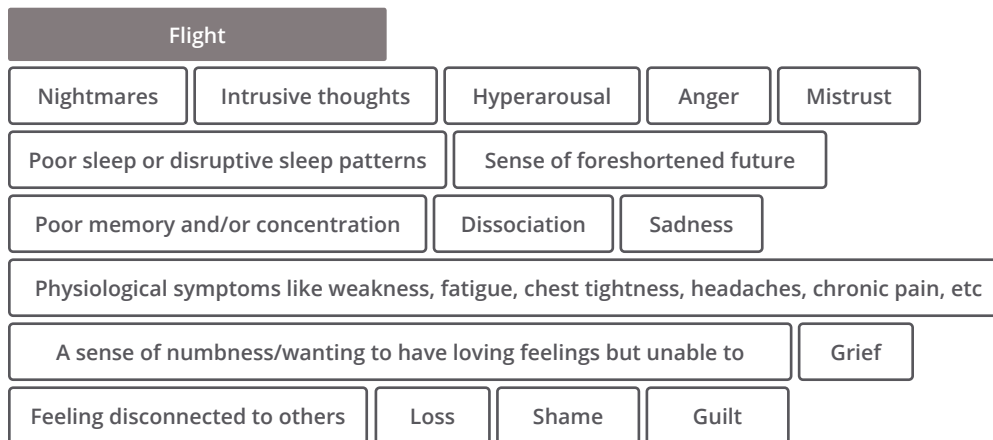 Flight
Nightmares Intrusive thoughts Hyperarousal Anger Mistrust
Poor sleep or disruptive sleep patterns Sense of foreshortened future
Poor memory and/or concentration Dissociation Sadness
Physiological symptoms like weakness, fatigue, chest tightness, headaches, chronic pain, etc
A sense of numbness/wanting to have loving feelings but unable to Grief
Feeling disconnected to others Loss Shame Guilt